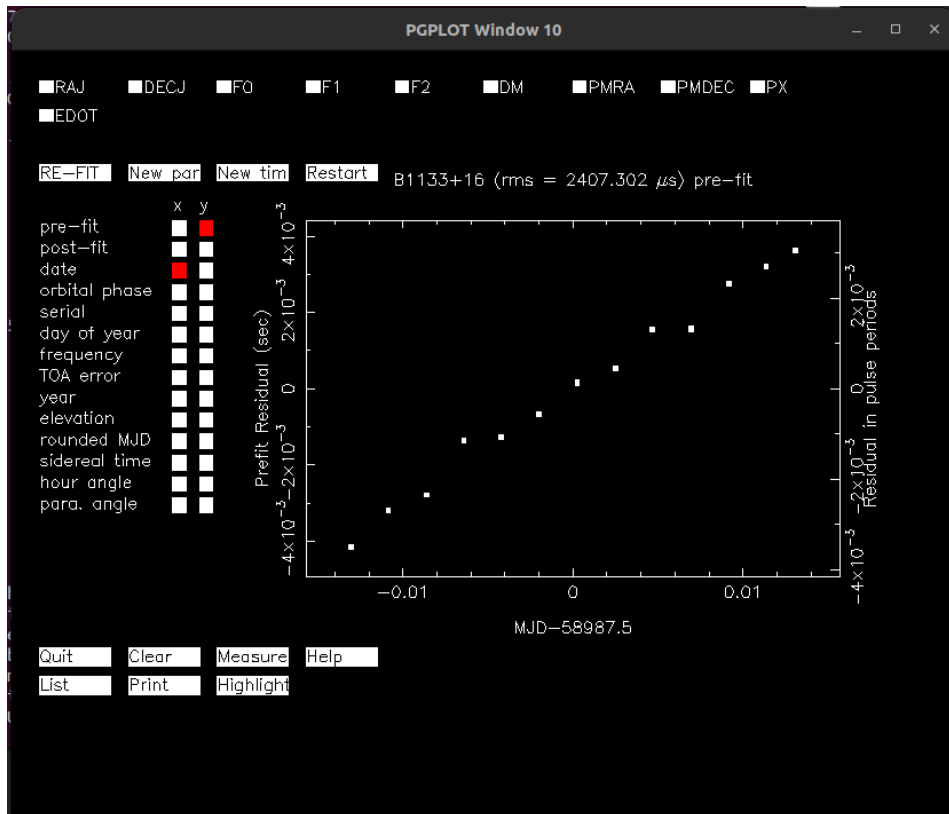 PGPLOT Window 10
RAJ DECJ F0 F1 F2 DM PMRA PMDEC PX
EDOT
RE-FIT New par New tim Restart
B1133+16 (rms = 2407.302 μs) pre-fit
x y
pre-fit
post-fit
date
orbital phase
serial
day of year
frequency
TOA error
year
elevation
rounded MJD
sidereal time
hour angle
para. angle
Prefit Residual (sec)
4×10⁻³
2×10⁻³
0
-2×10⁻³
-4×10⁻³
Residual in pulse periods
2×10⁻³
0
-2×10⁻³
-4×10⁻³
-0.01 0 0.01
MJD-58987.5
Quit Clear Measure Help
List Print Highlight